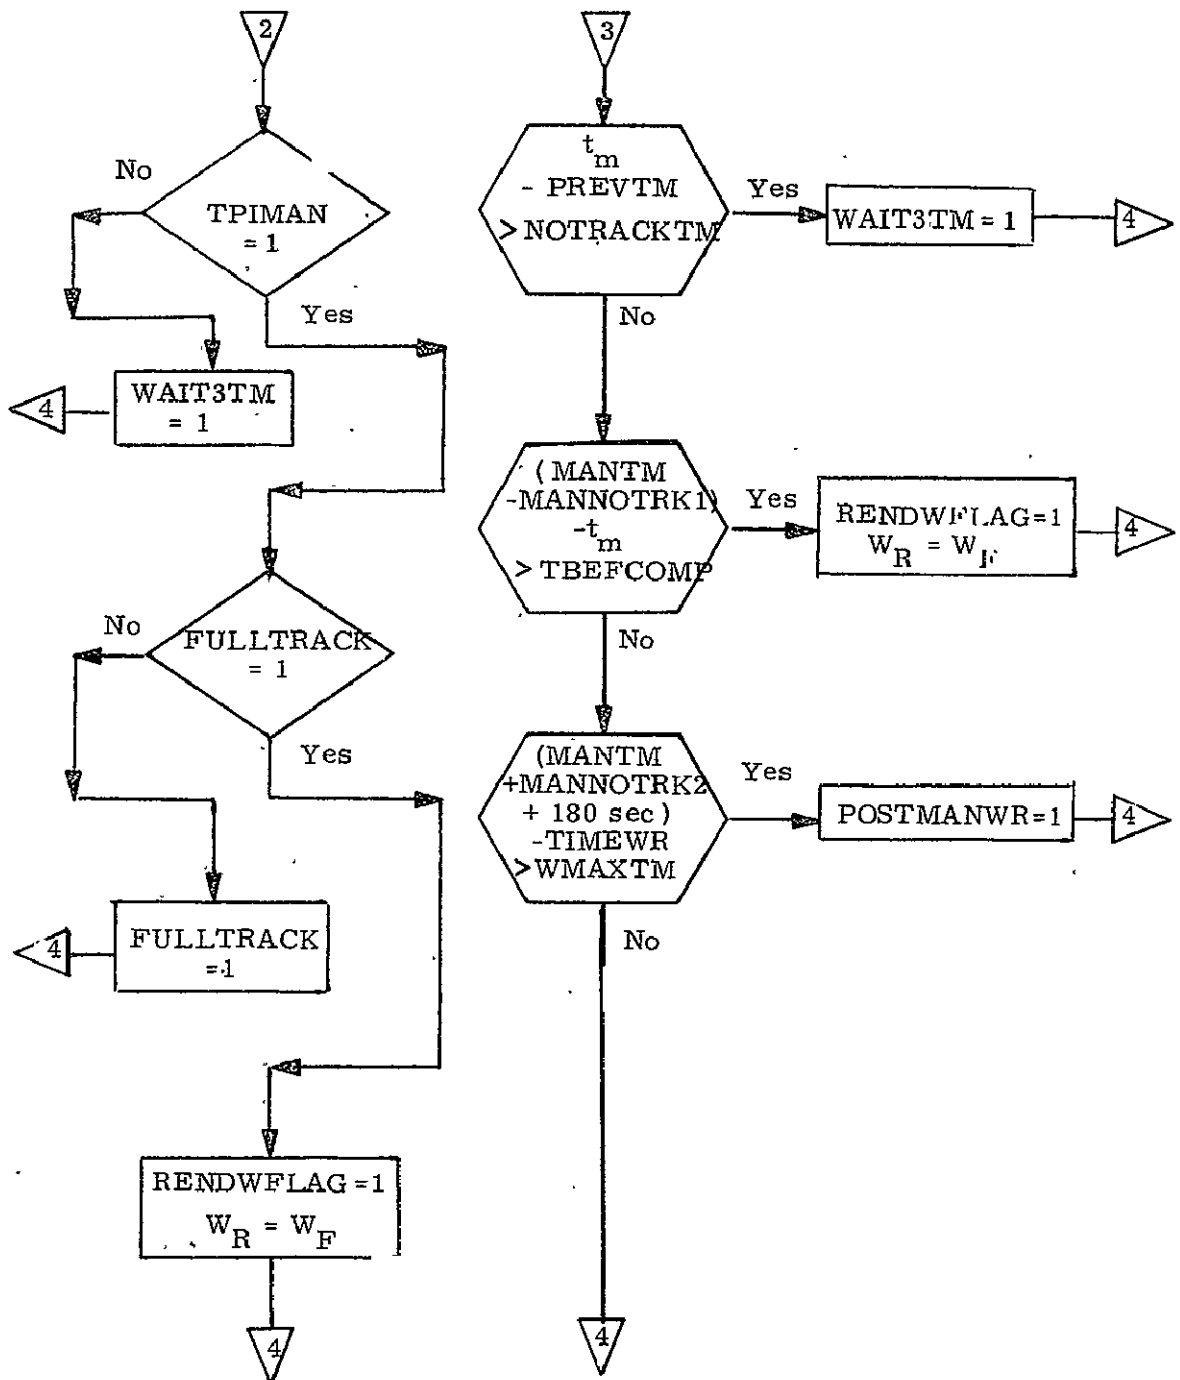 2
No
TPIMAN
= 1
Yes
WAIT3TM
= 1
4
No
FULLTRACK
= 1
Yes
FULLTRACK
=1
4
RENDWFLAG=1
W_R = W_F
4
3
t_m
- PREVTM
> NOTRACKTM
Yes
WAIT3TM = 1
4
No
(MANTM
-MANNOTRK1)
-t_m
> TBEFCOMP
Yes
RENDWFLAG=1
W_R = W_F
4
No
(MANTM
+MANNOTRK2
+ 180 sec)
-TIMEWR
>WMAXTM
Yes
POSTMANWR=1
4
No
4